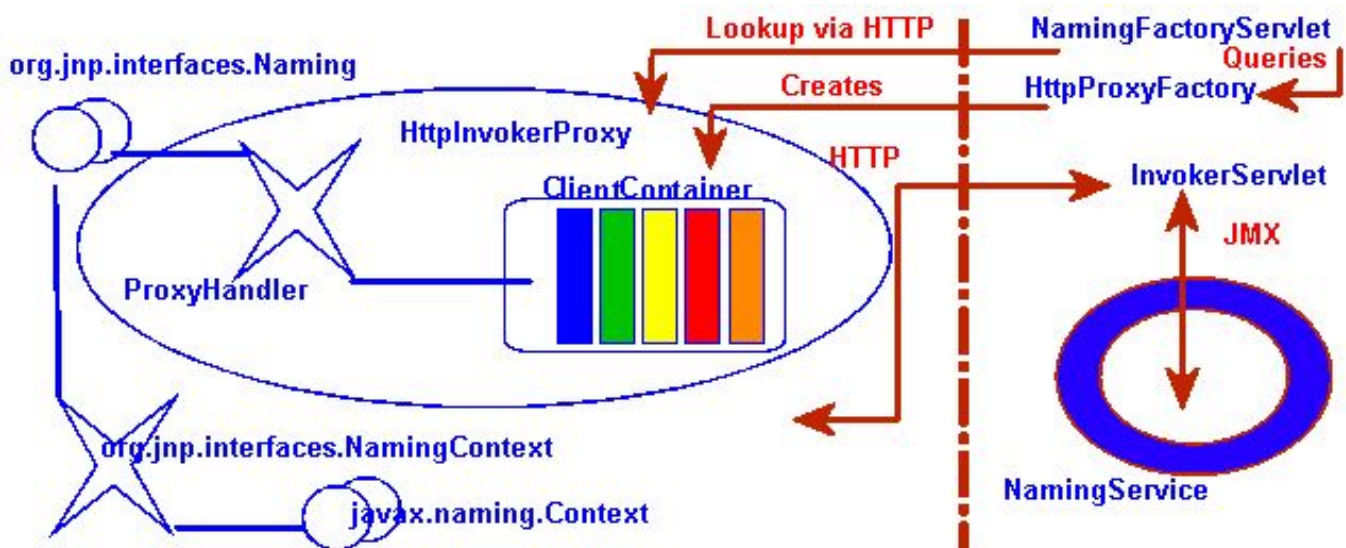 Lookup via HTTP
NamingFactoryServlet
org.jnp.interfaces.Naming
Queries
Creates
HttpProxyFactory
HttpInvokerProxy
HTTP
ClientContainer
InvokerServlet
JMX
ProxyHandler
org.jnp.interfaces.NamingContext
NamingService
javax.naming.Context